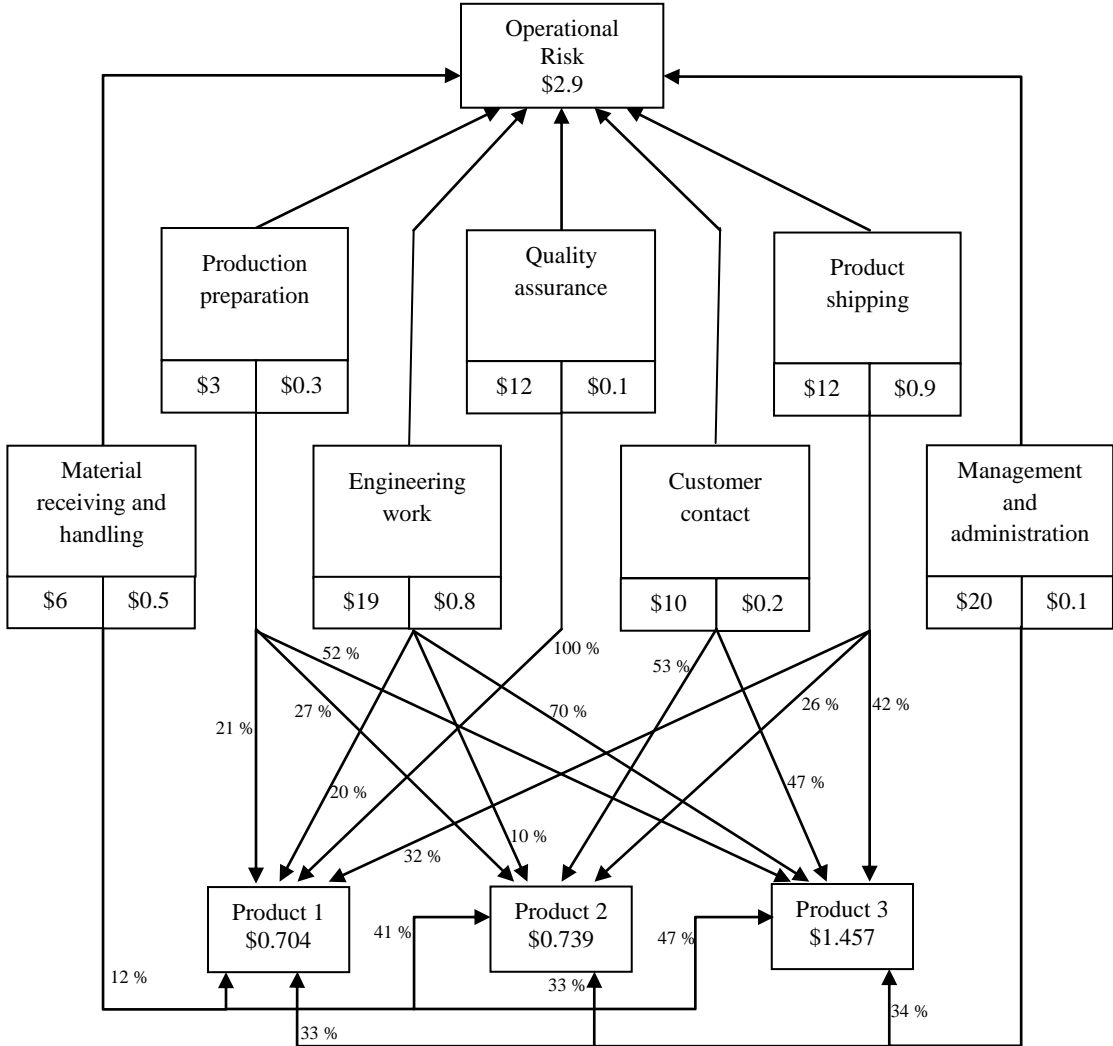 Operational
Risk
$2.9
Production
preparation
$3 $0.3
Quality
assurance
$12 $0.1
Product
shipping
$12 $0.9
Material
receiving and
handling
$6 $0.5
Engineering
work
$19 $0.8
Customer
contact
$10 $0.2
Management
and
administration
$20 $0.1
52 %
100 %
53 %
21 %
27 %
70 %
26 %
42 %
20 %
10 %
47 %
32 %
Product 1
$0.704
Product 2
$0.739
Product 3
$1.457
41 %
47 %
12 %
33 %
33 %
34 %